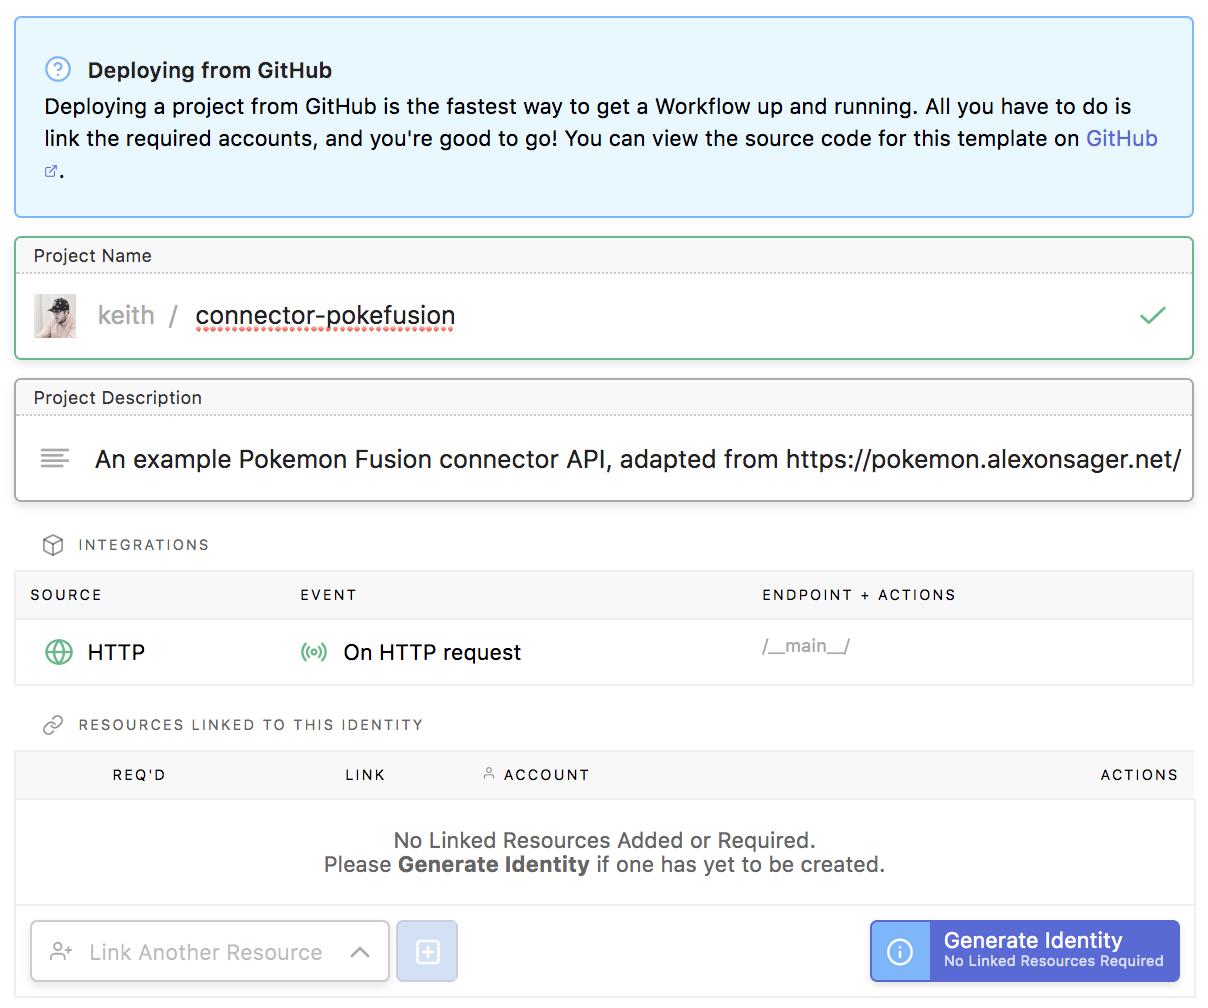 Deploying from GitHub
Deploying a project from GitHub is the fastest way to get a Workflow up and running. All you have to do is
link the required accounts, and you're good to go! You can view the source code for this template on GitHub
.
Project Name
keith / connector-pokefusion
Project Description
An example Pokemon Fusion connector API, adapted from https://pokemon.alexonsager.net/
INTEGRATIONS
SOURCE EVENT ENDPOINT + ACTIONS
HTTP On HTTP request /__main__/
RESOURCES LINKED TO THIS IDENTITY
REQ'D LINK ACCOUNT ACTIONS
No Linked Resources Added or Required.
Please Generate Identity if one has yet to be created.
Link Another Resource
Generate Identity
No Linked Resources Required